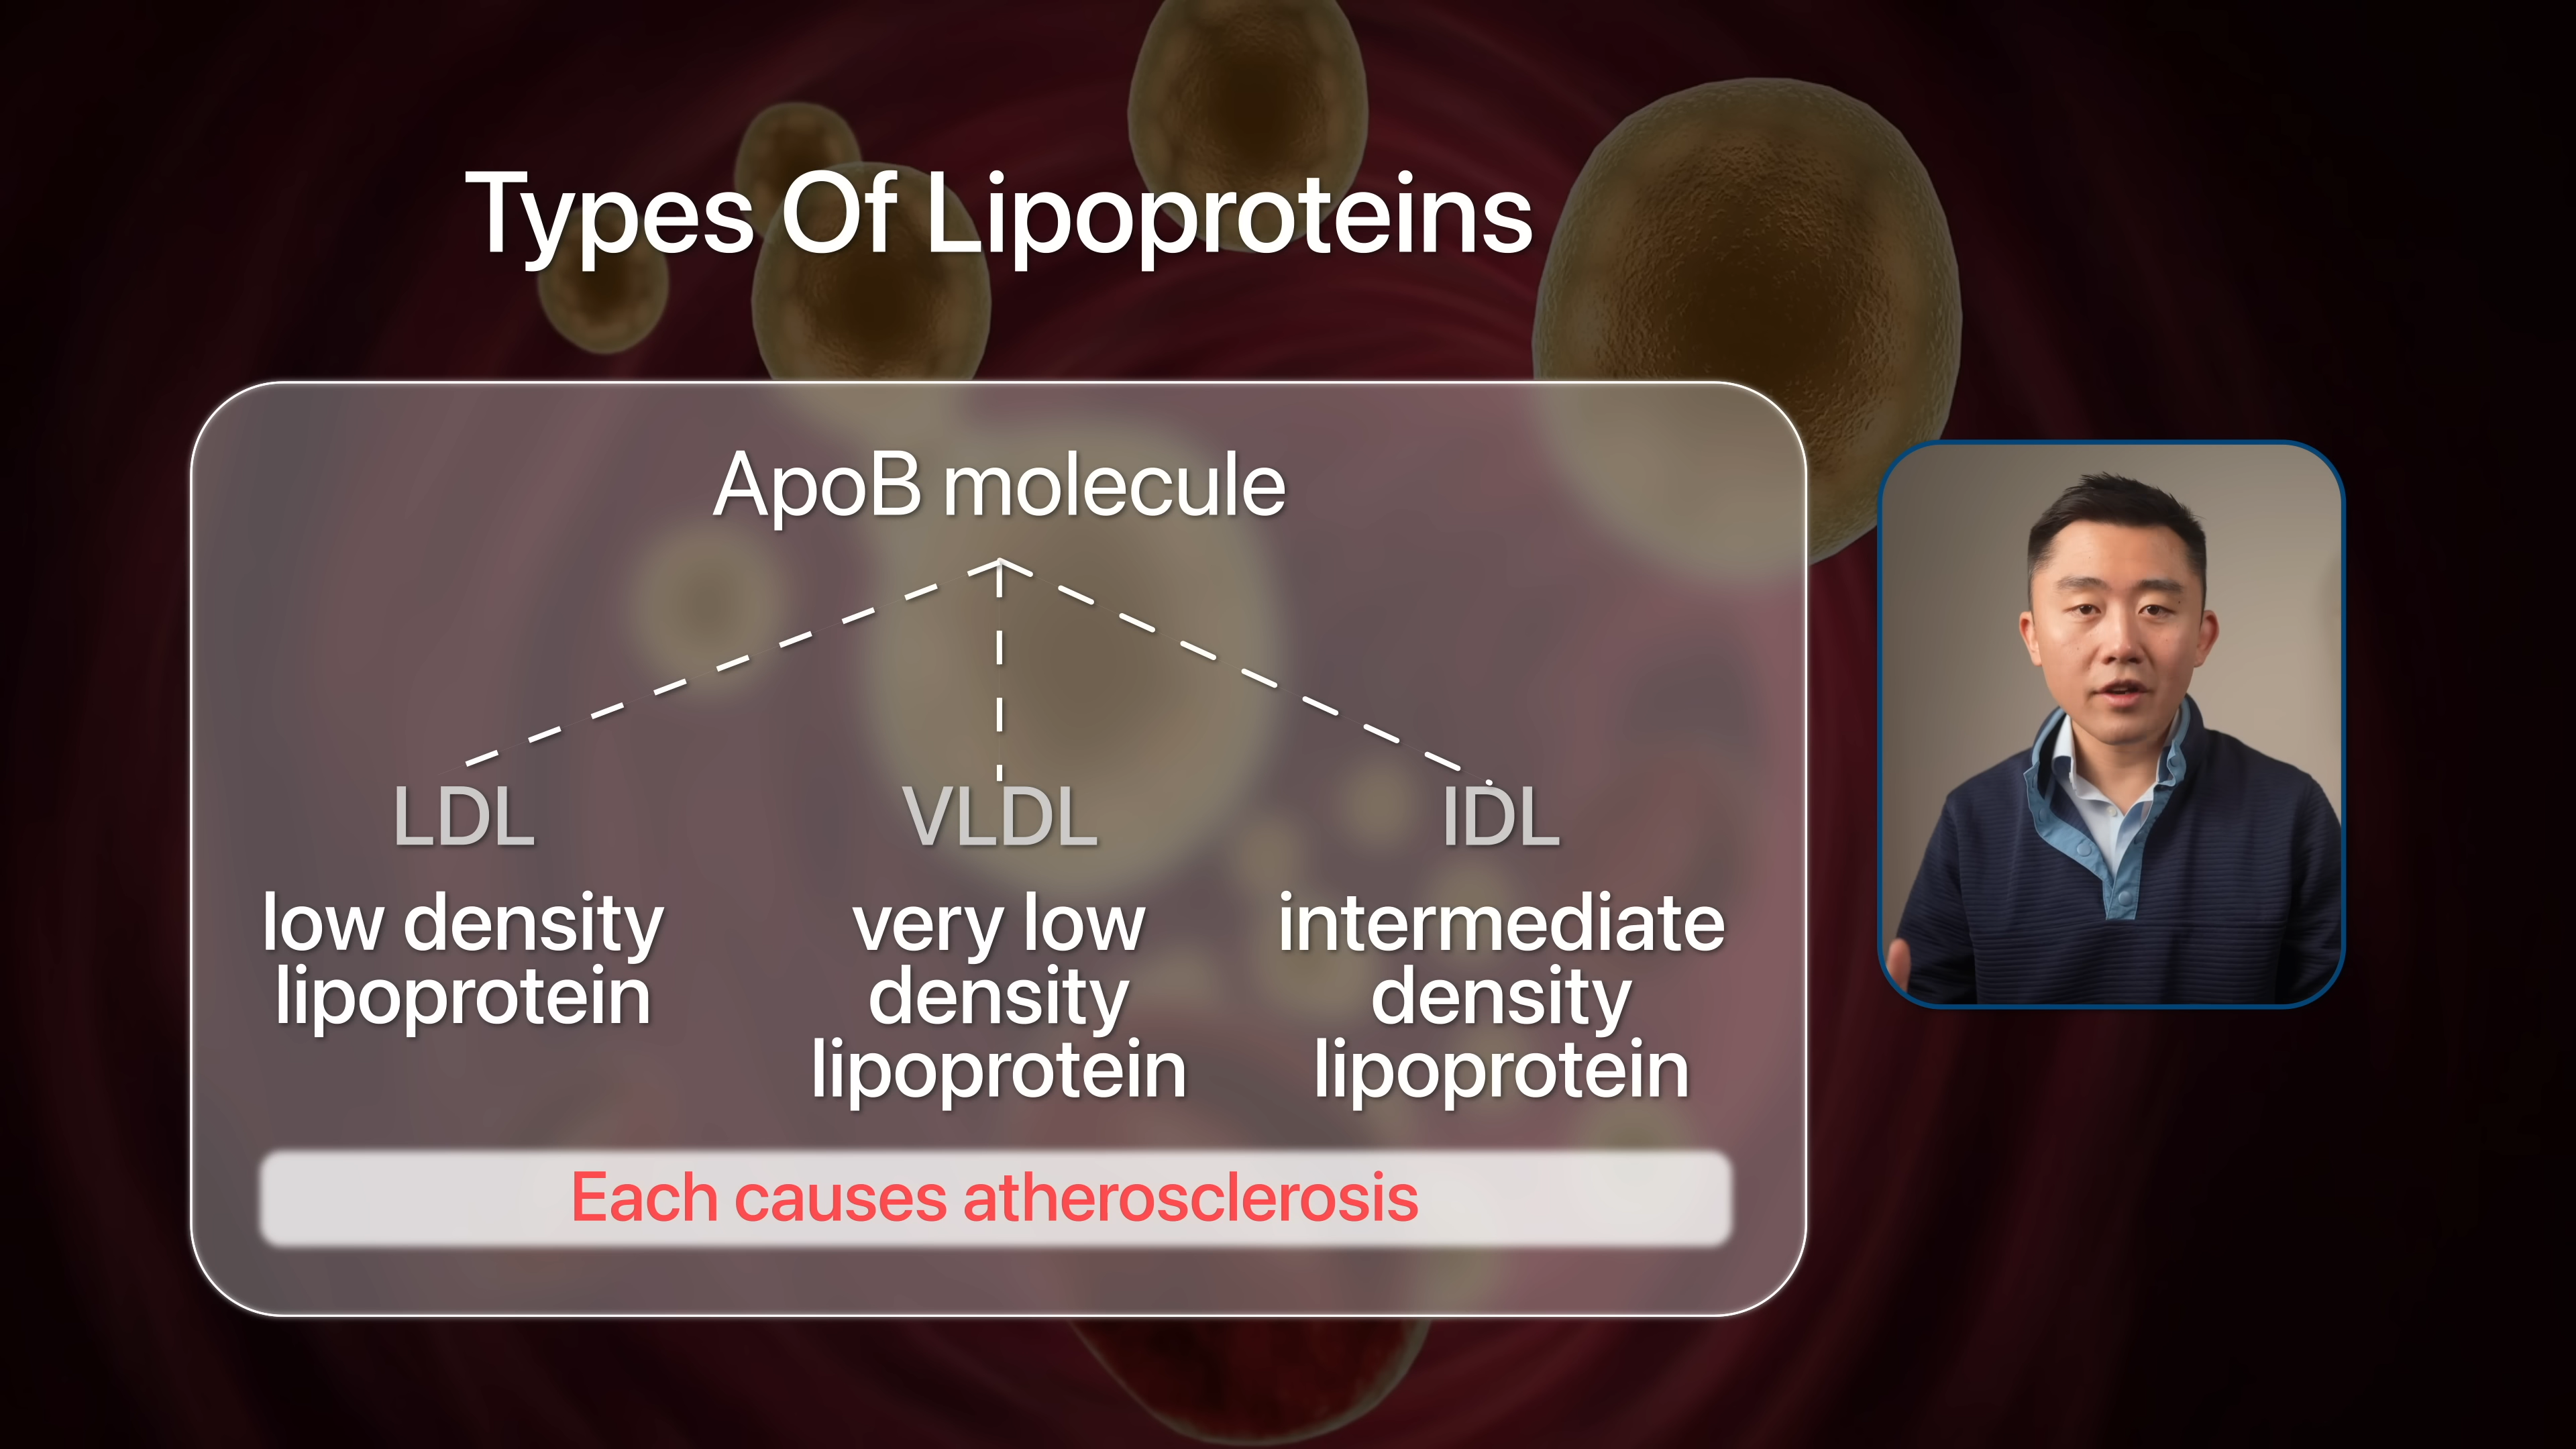 Types Of Lipoproteins
ApoB molecule
LDL
VLDL
IDL
low density
lipoprotein
very low
density
lipoprotein
intermediate
density
lipoprotein
Each causes atherosclerosis